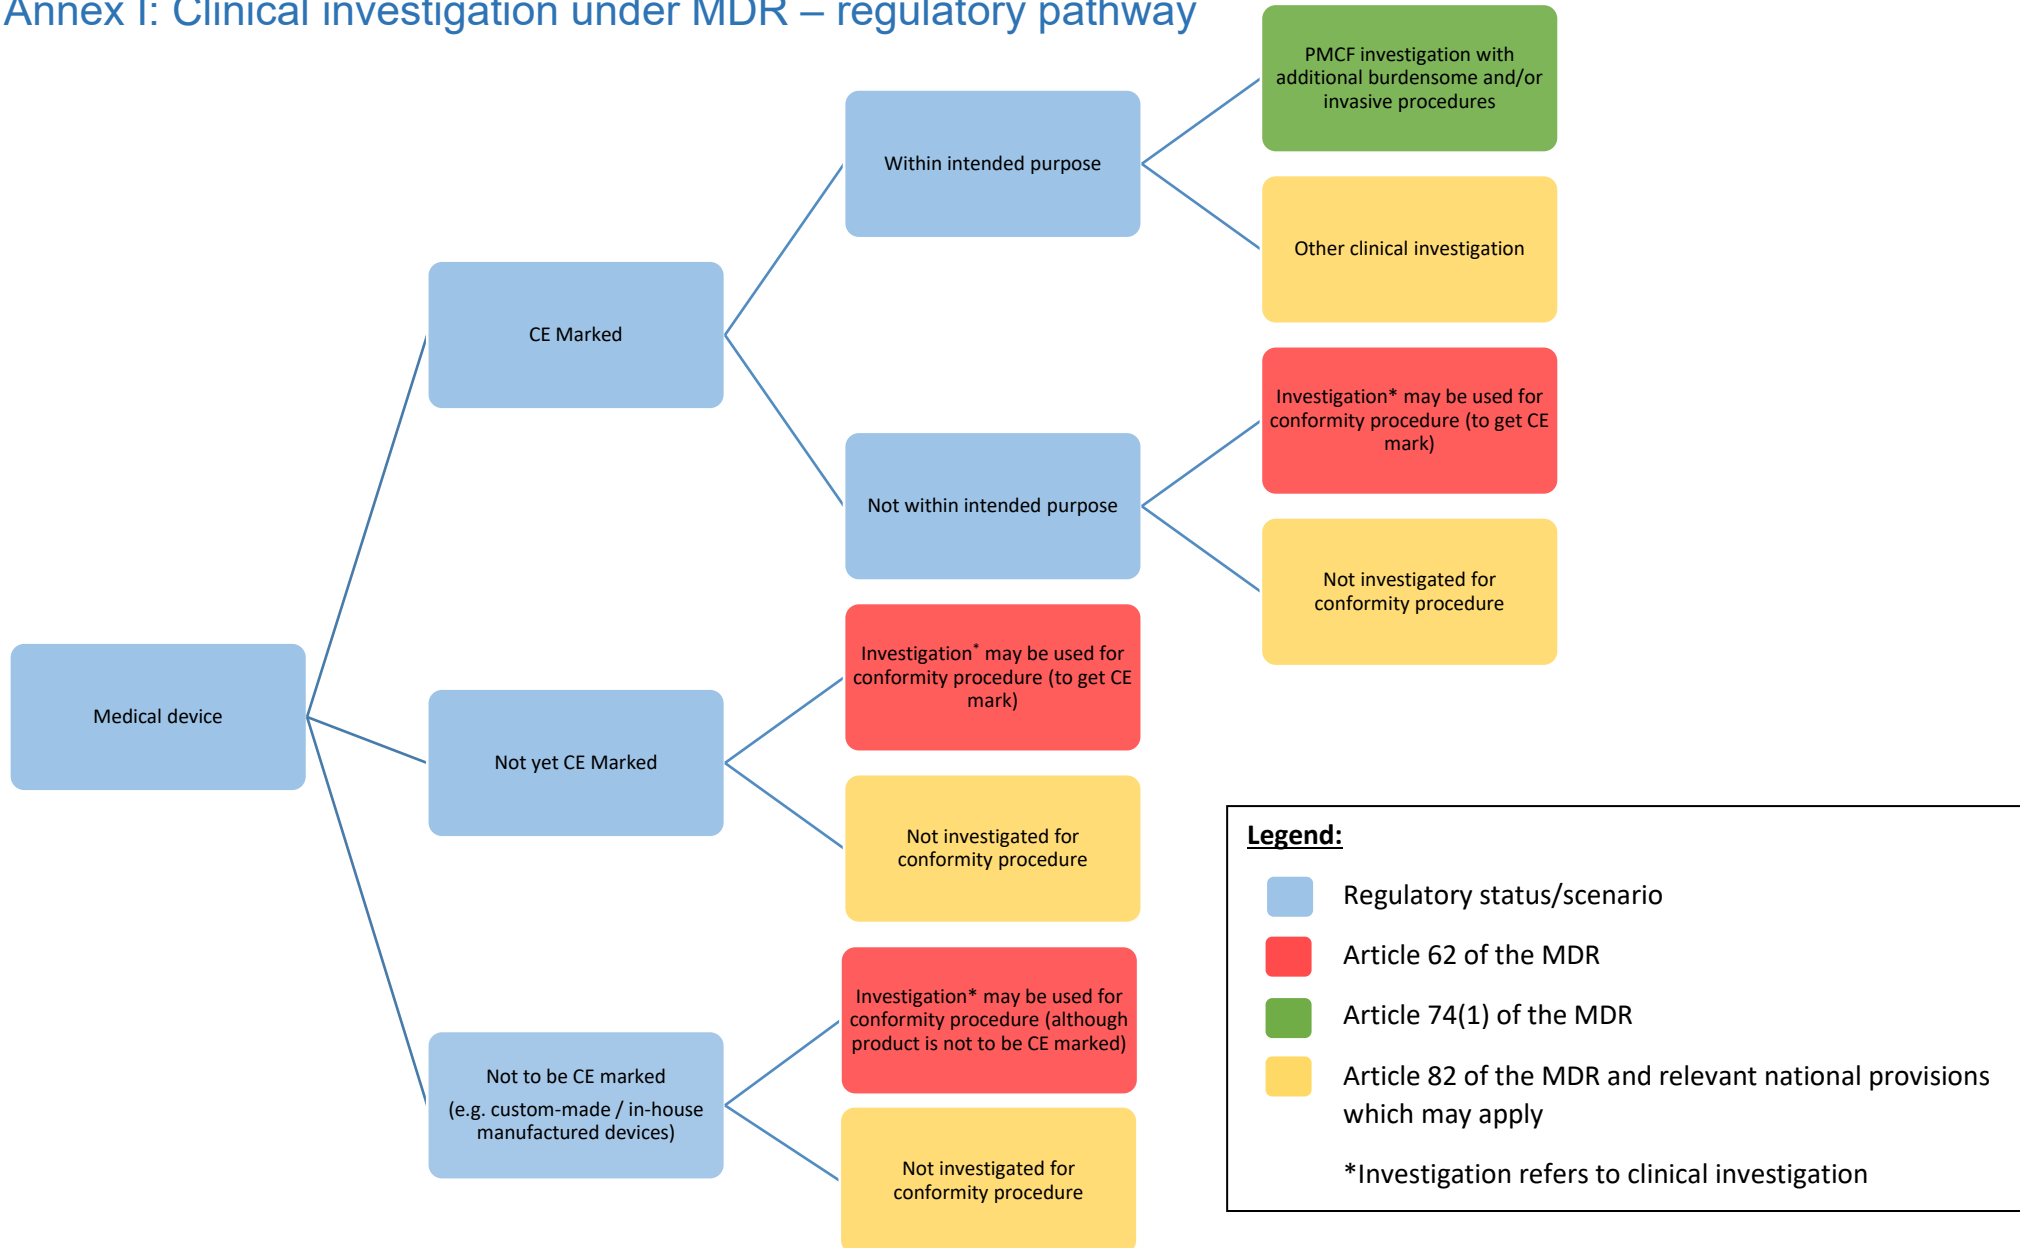 Annex I: Clinical investigation under MDR – regulatory pathway
PMCF investigation with
additional burdensome and/or
invasive procedures
Within intended purpose
Other clinical investigation
CE Marked
Investigation* may be used for
conformity procedure (to get CE
mark)
Not within intended purpose
Not investigated for
conformity procedure
Investigation* may be used for
conformity procedure (to get CE
mark)
Medical device
Not yet CE Marked
Not investigated for
conformity procedure
Investigation* may be used for
conformity procedure (although
product is not to be CE marked)
Not to be CE marked
(e.g. custom-made / in-house
manufactured devices)
Not investigated for
conformity procedure
Legend:
Regulatory status/scenario
Article 62 of the MDR
Article 74(1) of the MDR
Article 82 of the MDR and relevant national provisions
which may apply
*Investigation refers to clinical investigation